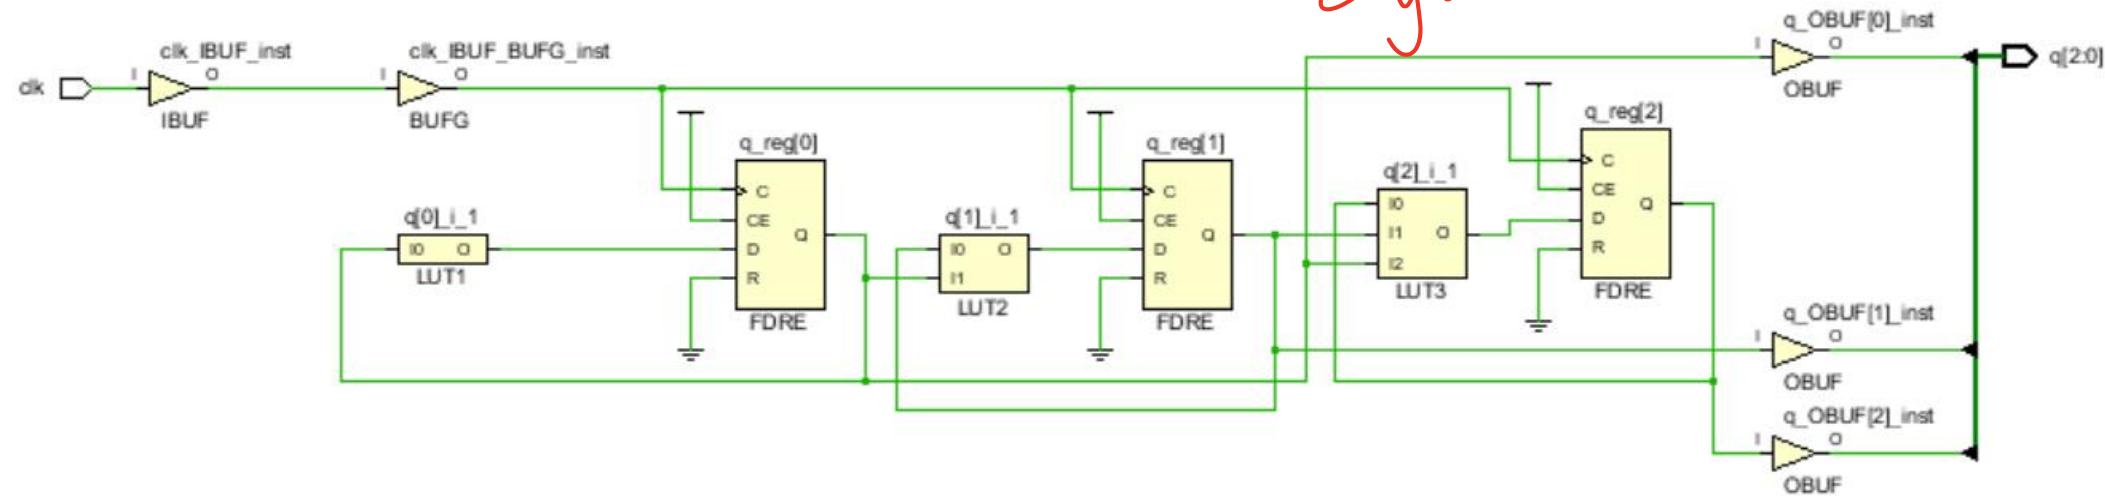 q_OBUF[0]_inst
I O
OBUF
q[2:0]
clk_IBUF_inst
I O
IBUF
clk_IBUF_BUFG_inst
I O
BUFG
clk
q_reg[0]
C
CE
D
R
Q
FDRE
q[0]_i_1
I0 O
LUT1
q[1]_i_1
I0 O
I1
LUT2
q_reg[1]
C
CE
D
R
Q
FDRE
q[2]_i_1
I0
I1 O
I2
LUT3
q_reg[2]
C
CE
D
R
Q
FDRE
q_OBUF[1]_inst
I O
OBUF
q_OBUF[2]_inst
I O
OBUF